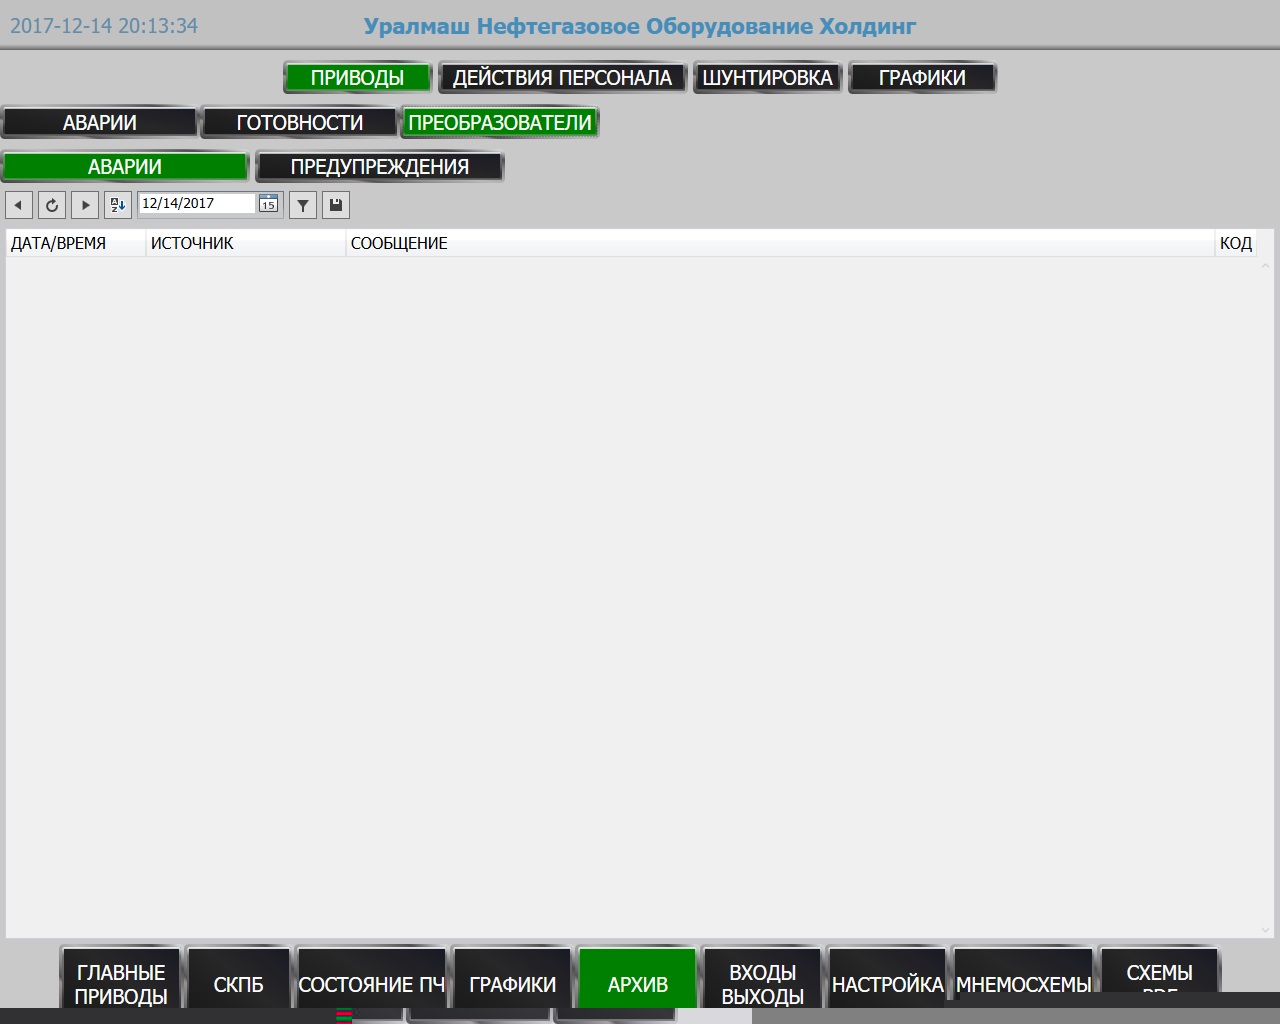 2017-12-14 20:13:34
Уралмаш Нефтегазовое Оборудование Холдинг
ПРИВОДЫ
ДЕЙСТВИЯ ПЕРСОНАЛА
ШУНТИРОВКА
ГРАФИКИ
АВАРИИ
ГОТОВНОСТИ
ПРЕОБРАЗОВАТЕЛИ
АВАРИИ
ПРЕДУПРЕЖДЕНИЯ
12/14/2017
15
ДАТА/ВРЕМЯ
ИСТОЧНИК
СООБЩЕНИЕ
КОД
ГЛАВНЫЕ
ПРИВОДЫ
СКПБ
СОСТОЯНИЕ ПЧ
ГРАФИКИ
АРХИВ
ВХОДЫ
ВЫХОДЫ
НАСТРОЙКА
МНЕМОСХЕМЫ
СХЕМЫ